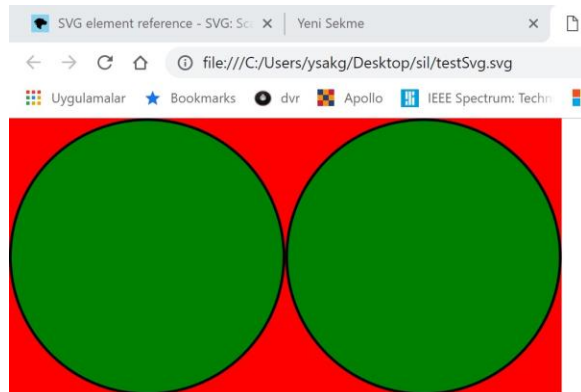 SVG element reference - SVG: Sc
Yeni Sekme
file:///C:/Users/ysakg/Desktop/sil/testSvg.svg
Uygulamalar Bookmarks dvr Apollo IEEE Spectrum: Techn